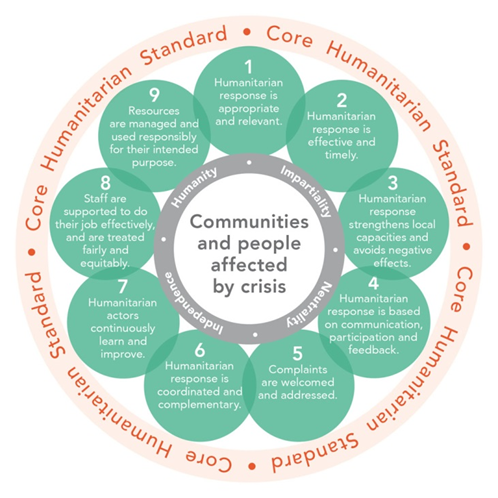 Core Humanitarian Standard • Core Humanitarian Standard • Core Humanitarian Standard • Core Humanitarian Standard •
1
Humanitarian
response is
appropriate
and relevant.
2
Humanitarian
response is
effective and
timely.
3
Humanitarian
response
strengthens local
capacities and
avoids negative
effects.
4
Humanitarian
response is based
on communication,
participation and
feedback.
5
Complaints
are welcomed
and addressed.
6
Humanitarian
response is
coordinated and
complementary.
7
Humanitarian
actors
continuously
learn and
improve.
8
Staff are
supported to do
their job effectively,
and are treated
fairly and
equitably.
9
Resources
are managed and
used responsibly
for their intended
purpose.
Humanity • Impartiality • Neutrality • Independence •
Communities
and people
affected
by crisis